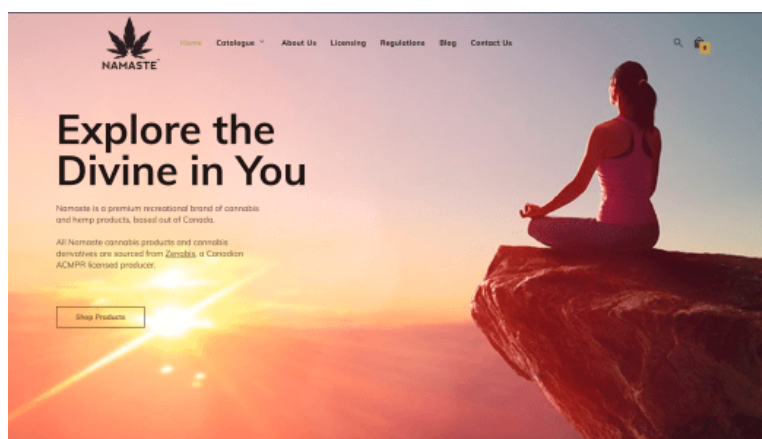 NAMASTE
Home Catalogue About Us Licensing Regulations Blog Contact Us
Explore the
Divine in You
Namaste is a premium recreational brand of cannabis
and hemp products, based out of Canada.
All Namaste cannabis products and cannabis
derivatives are sourced from Zenabis, a Canadian
ACMPR licensed producer.
Shop Products